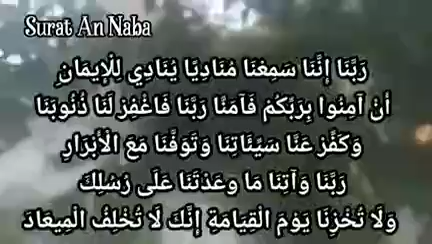 Surat An Naba
رَبَّنَا إِنَّنَا سَمِعْنَا مُنَادِيًا يُنَادِي لِلْإِيمَانِ
أَنْ آمِنُوا بِرَبِّكُمْ فَآمَنَّا رَبَّنَا فَاغْفِرْ لَنَا ذُنُوبَنَا
وَكَفِّرْ عَنَّا سَيِّئَاتِنَا وَتَوَفَّنَا مَعَ الْأَبْرَارِ
رَبَّنَا وَآتِنَا مَا وَعَدْتَنَا عَلَى رُسُلِكَ
وَلَا تُخْزِنَا يَوْمَ الْقِيَامَةِ إِنَّكَ لَا تُخْلِفُ الْمِيعَادَ